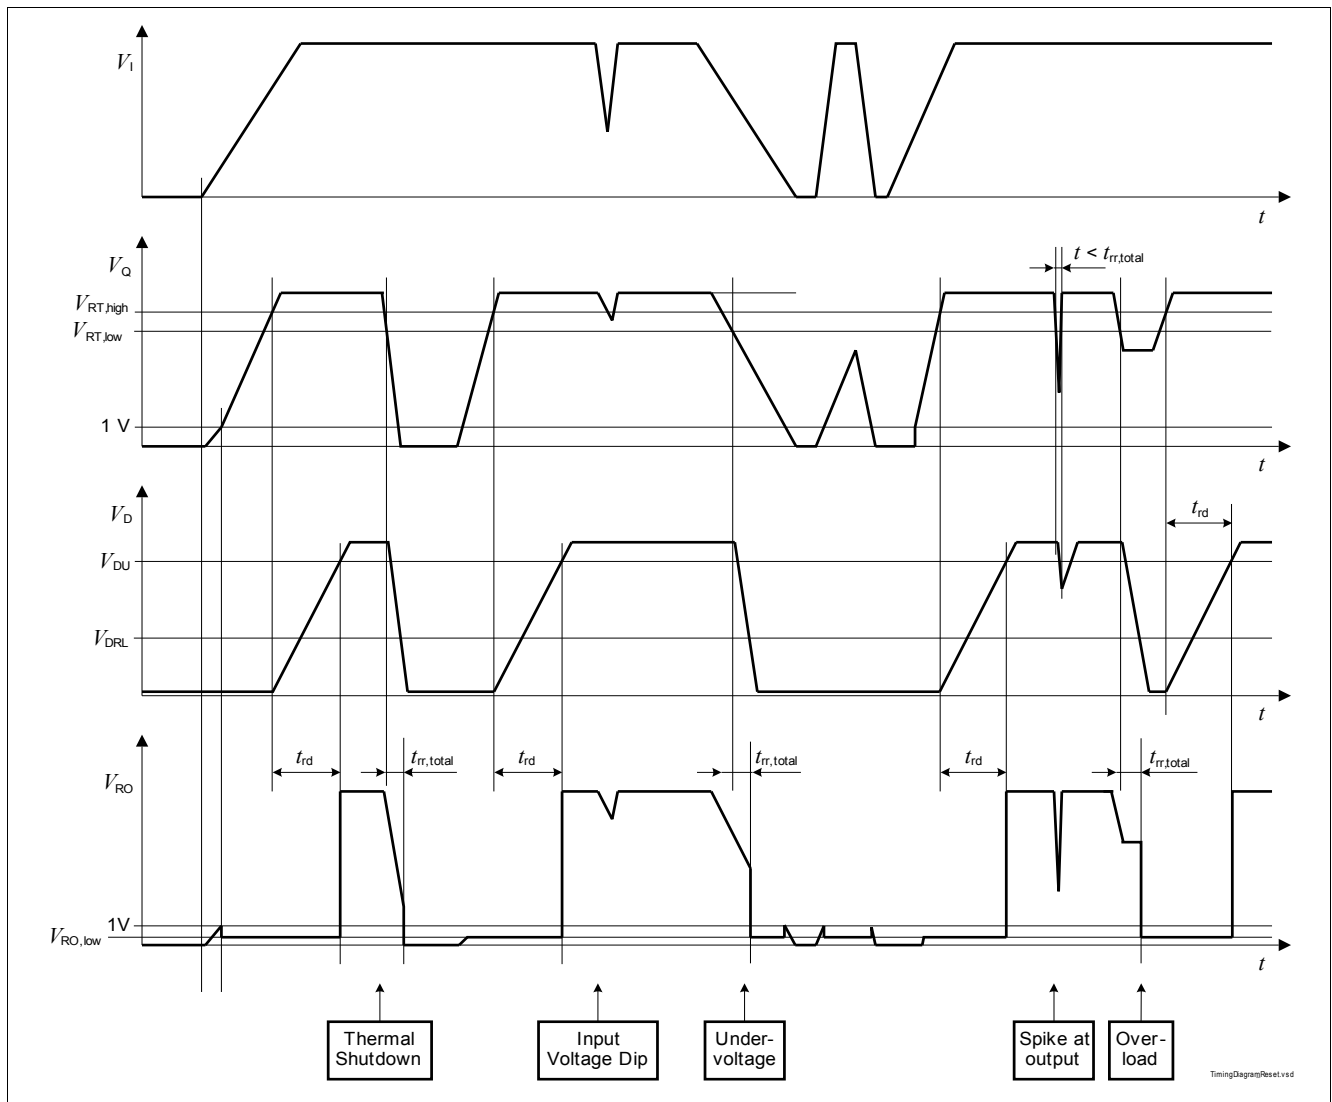 VI
t
VQ
t < trr,total
VRT,high
VRT,low
1 V
t
VD
trd
VDU
VDRL
t
VRO
trd
trr,total
trd
trr,total
trd
trr,total
1V
VRO,low
t
Thermal
Shutdown
Input
Voltage Dip
Under-
voltage
Spike at
output
Over-
load
TimingDiagramReset.vsd